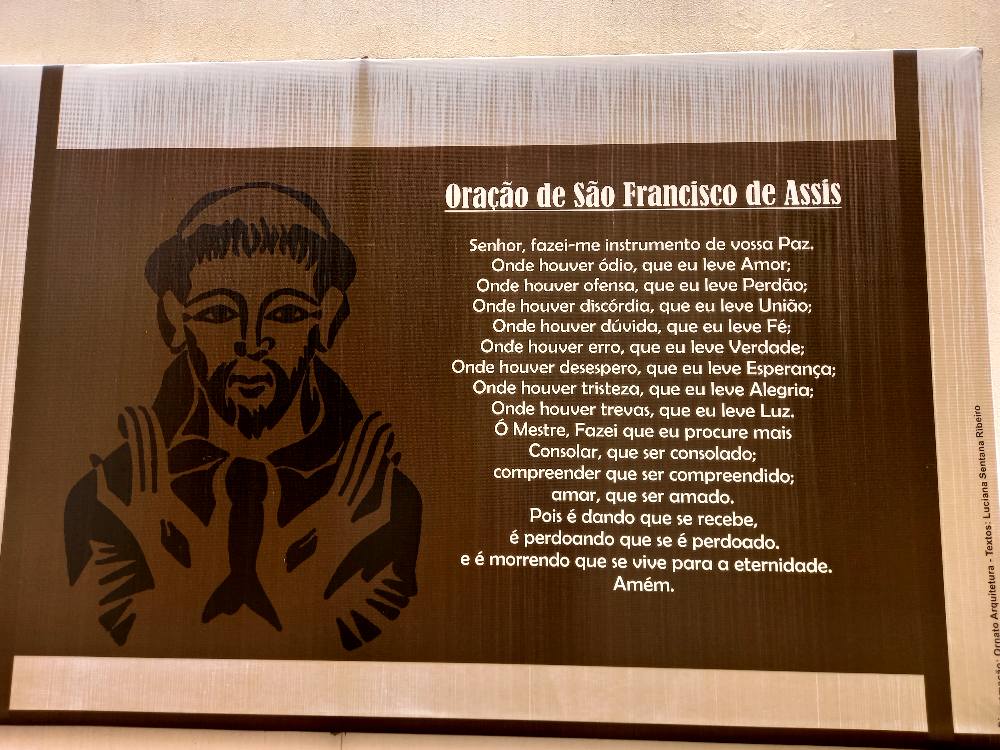 Oração de São Francisco de Assis
Senhor, fazei-me instrumento de vossa Paz.
Onde houver ódio, que eu leve Amor;
Onde houver ofensa, que eu leve Perdão;
Onde houver discórdia, que eu leve União;
Onde houver dúvida, que eu leve Fé;
Onde houver erro, que eu leve Verdade;
Onde houver desespero, que eu leve Esperança;
Onde houver tristeza, que eu leve Alegria;
Onde houver trevas, que eu leve Luz.
Ó Mestre, Fazei que eu procure mais
Consolar, que ser consolado;
compreender que ser compreendido;
amar, que ser amado.
Pois é dando que se recebe,
é perdoando que se é perdoado.
e é morrendo que se vive para a eternidade.
Amém.
Ornato Arquitetura - Textos: Luciana Sentana Ribeiro